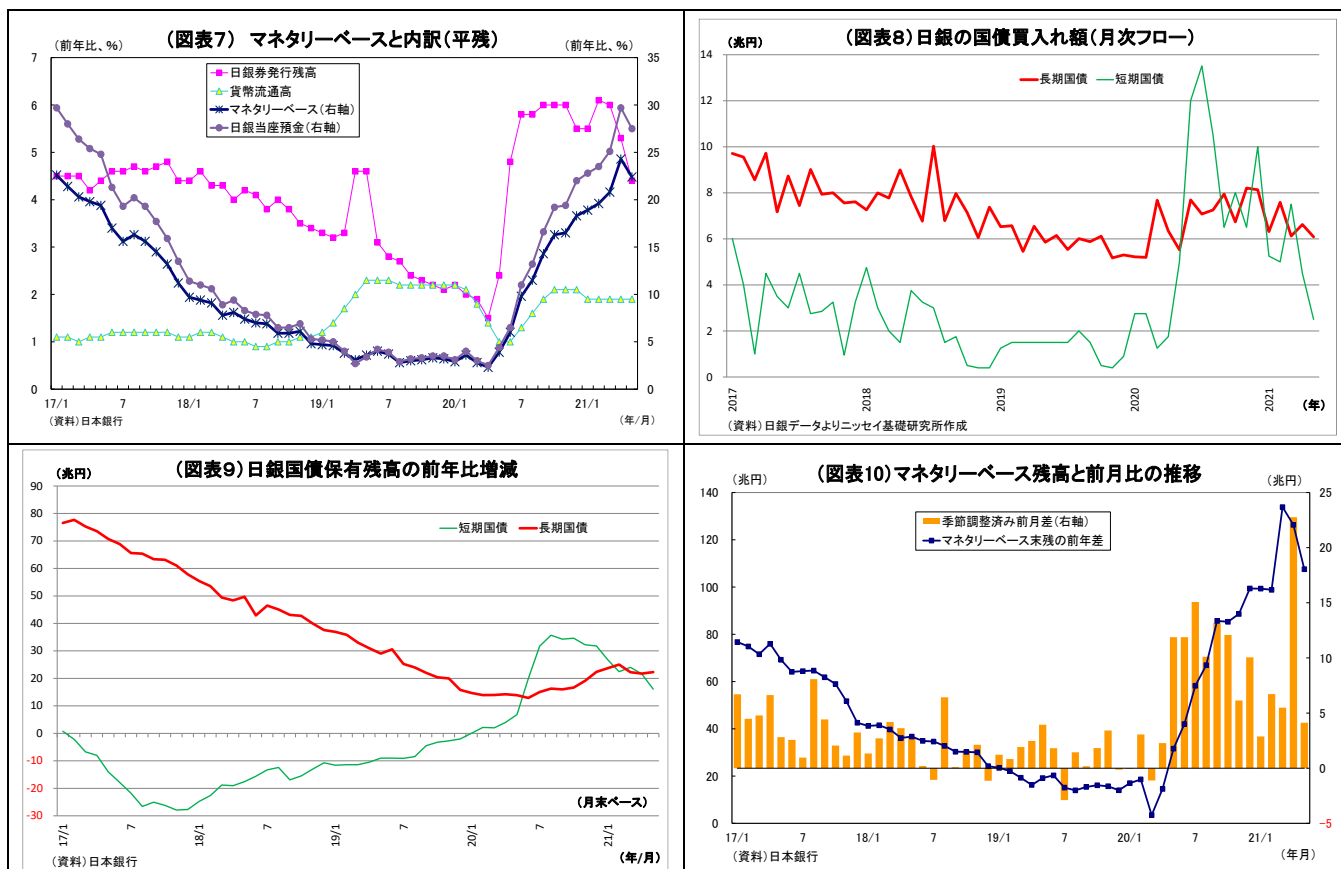 (図表7) マネタリーベースと内訳(平残)
(前年比、%)
(前年比、%)
日銀券発行残高
貨幣流通高
マネタリーベース(右軸)
日銀当座預金(右軸)
7
6
5
4
3
2
1
0
35
30
25
20
15
10
5
0
17/1 7 18/1 7 19/1 7 20/1 7 21/1
(資料)日本銀行
(年/月)
(図表8)日銀の国債買入れ額(月次フロー)
(兆円)
長期国債 短期国債
14
12
10
8
6
4
2
0
2017 2018 2019 2020 2021
(年)
(資料)日銀データよりニッセイ基礎研究所作成
(図表9)日銀国債保有残高の前年比増減
(兆円)
短期国債 長期国債
90
80
70
60
50
40
30
20
10
0
-10
-20
-30
(月末ベース)
17/1 7 18/1 7 19/1 7 20/1 7 21/1
(資料)日本銀行
(年/月)
(図表10)マネタリーベース残高と前月比の推移
(兆円)
(兆円)
季節調整済み前月差(右軸)
マネタリーベース末残の前年差
140
120
100
80
60
40
20
0
25
20
15
10
5
0
-5
17/1 7 18/1 7 19/1 7 20/1 7 21/1
(資料)日本銀行
(年月)